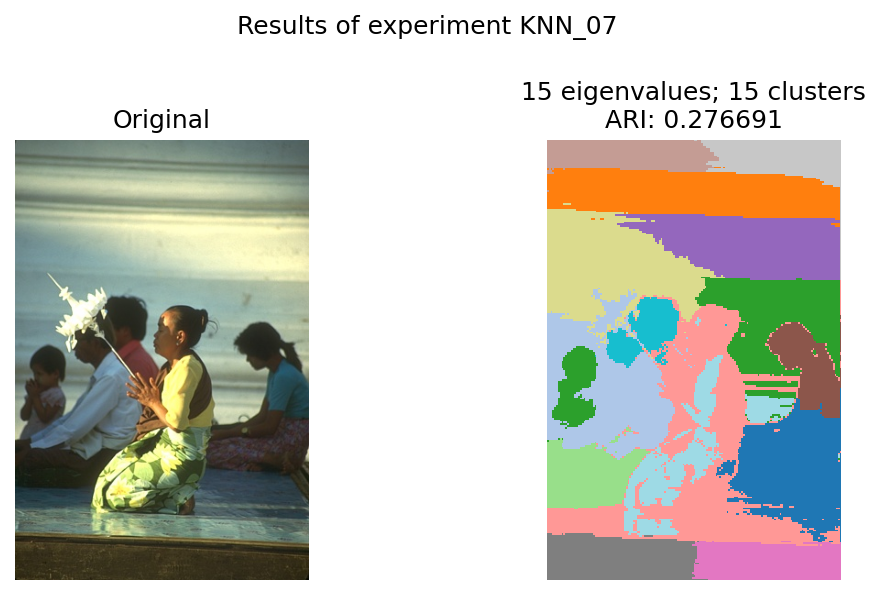 Results of experiment KNN_07
Original
15 eigenvalues; 15 clusters
ARI: 0.276691